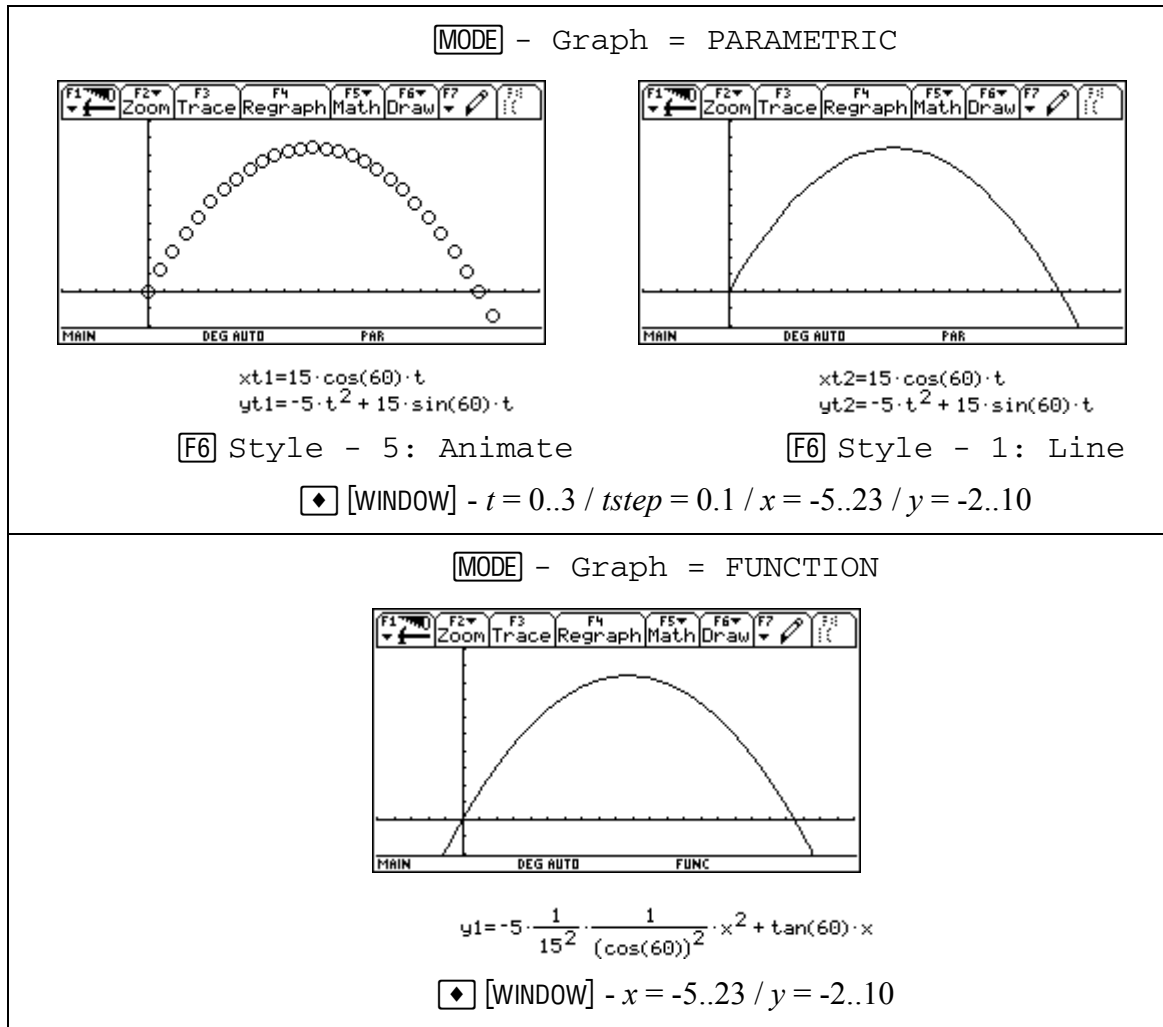 MODE - Graph = PARAMETRIC
F1 F2 Zoom F3 Trace F4 Regraph F5 Math F6 Draw F7
MAIN DEG AUTO PAR
xt1=15·cos(60)·t
yt1=-5·t²+15·sin(60)·t
F6 Style - 5: Animate
F1 F2 Zoom F3 Trace F4 Regraph F5 Math F6 Draw F7
MAIN DEG AUTO PAR
xt2=15·cos(60)·t
yt2=-5·t²+15·sin(60)·t
F6 Style - 1: Line
♦ [WINDOW] - t = 0..3 / tstep = 0.1 / x = -5..23 / y = -2..10
MODE - Graph = FUNCTION
F1 F2 Zoom F3 Trace F4 Regraph F5 Math F6 Draw F7
MAIN DEG AUTO FUNC
y1=-5·1/15²·1/(cos(60))²·x²+tan(60)·x
♦ [WINDOW] - x = -5..23 / y = -2..10